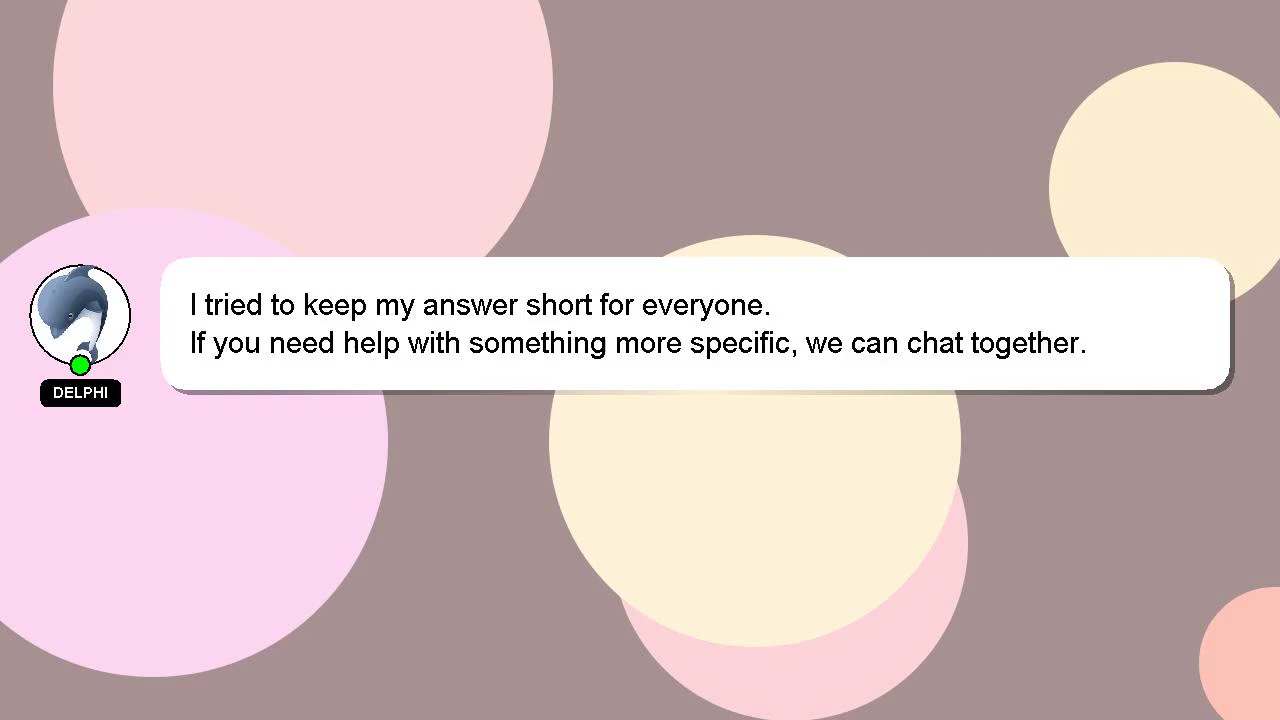 I tried to keep my answer short for everyone.
If you need help with something more specific, we can chat together.
DELPHI